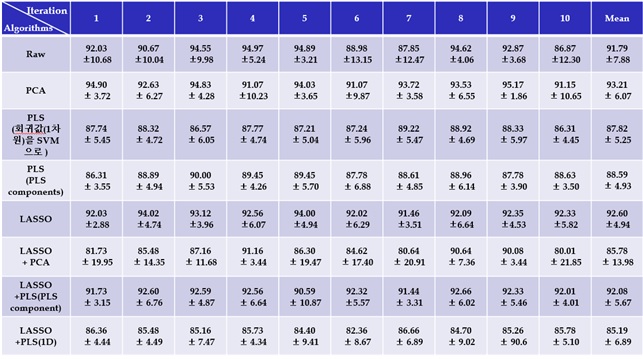 Iteration
Algorithms
1 2 3 4 5 6 7 8 9 10 Mean
Raw
92.03 90.67 94.55 94.97 94.89 88.98 87.85 94.62 92.87 86.87 91.79
±10.68 ±10.04 ±9.98 ±5.24 ±3.21 ±13.15 ±12.47 ±4.06 ±3.68 ±12.30 ±7.88
PCA
94.90 92.63 94.83 91.07 94.03 91.07 93.72 93.53 95.17 91.15 93.21
± 3.72 ± 6.27 ± 4.28 ±10.23 ±3.65 ±9.87 ± 3.58 ± 6.55 ± 1.86 ± 10.65 ± 6.07
PLS
(회귀값(1차
원)을 SVM
으로 )
87.74 88.32 86.57 87.77 87.21 87.24 89.22 88.92 88.33 86.31 87.82
± 5.45 ± 4.72 ± 6.05 ± 4.74 ± 5.04 ± 5.96 ± 5.47 ± 4.69 ± 5.97 ± 4.45 ± 5.25
PLS
(PLS
components)
86.31 88.89 90.00 89.45 89.45 87.78 88.61 88.96 87.78 88.63 88.59
± 3.55 ± 4.94 ± 5.53 ± 4.26 ± 5.70 ± 6.88 ± 4.85 ± 6.14 ± 3.90 ± 3.50 ± 4.93
LASSO
92.03 94.02 93.12 92.56 94.00 92.02 91.46 92.09 92.35 92.33 92.60
±2.88 ±4.74 ±3.96 ±6.07 ±4.94 ±6.29 ±3.51 ±6.64 ±4.53 ±5.82 ±4.94
LASSO
+ PCA
81.73 85.48 87.16 91.16 86.30 84.62 80.64 90.64 90.08 80.01 85.78
± 19.95 ± 14.35 ± 11.68 ± 3.44 ± 19.47 ± 17.40 ± 20.91 ± 7.36 ± 3.44 ± 21.85 ± 13.98
LASSO
+PLS(PLS
component)
91.73 92.60 92.59 92.56 90.59 92.32 91.44 92.66 92.33 92.01 92.08
± 3.15 ± 6.76 ± 4.87 ± 6.64 ± 10.87 ± 5.57 ± 3.31 ± 6.02 ± 5.46 ± 4.01 ± 5.67
LASSO
+PLS(1D)
86.36 85.48 85.16 85.73 84.40 82.36 86.66 84.70 85.26 85.78 85.19
± 4.44 ± 4.49 ± 7.47 ± 4.34 ± 9.41 ± 8.67 ± 6.89 ± 9.02 ± 90.6 ± 5.10 ± 6.89